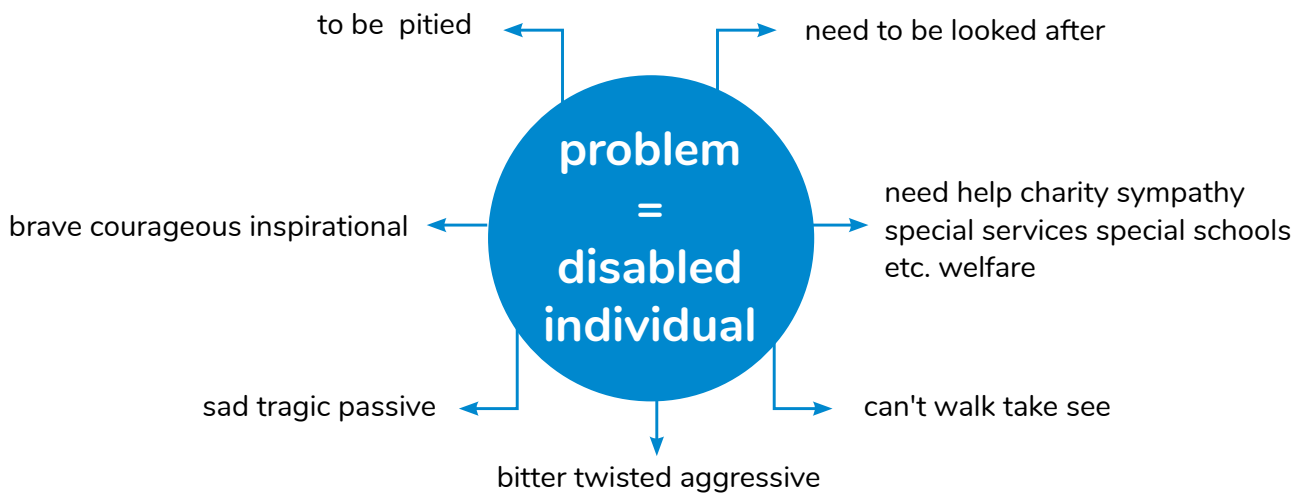 to be pitied
need to be looked after
problem
=
disabled
individual
brave courageous inspirational
need help charity sympathy
special services special schools
etc. welfare
sad tragic passive
can't walk take see
bitter twisted aggressive